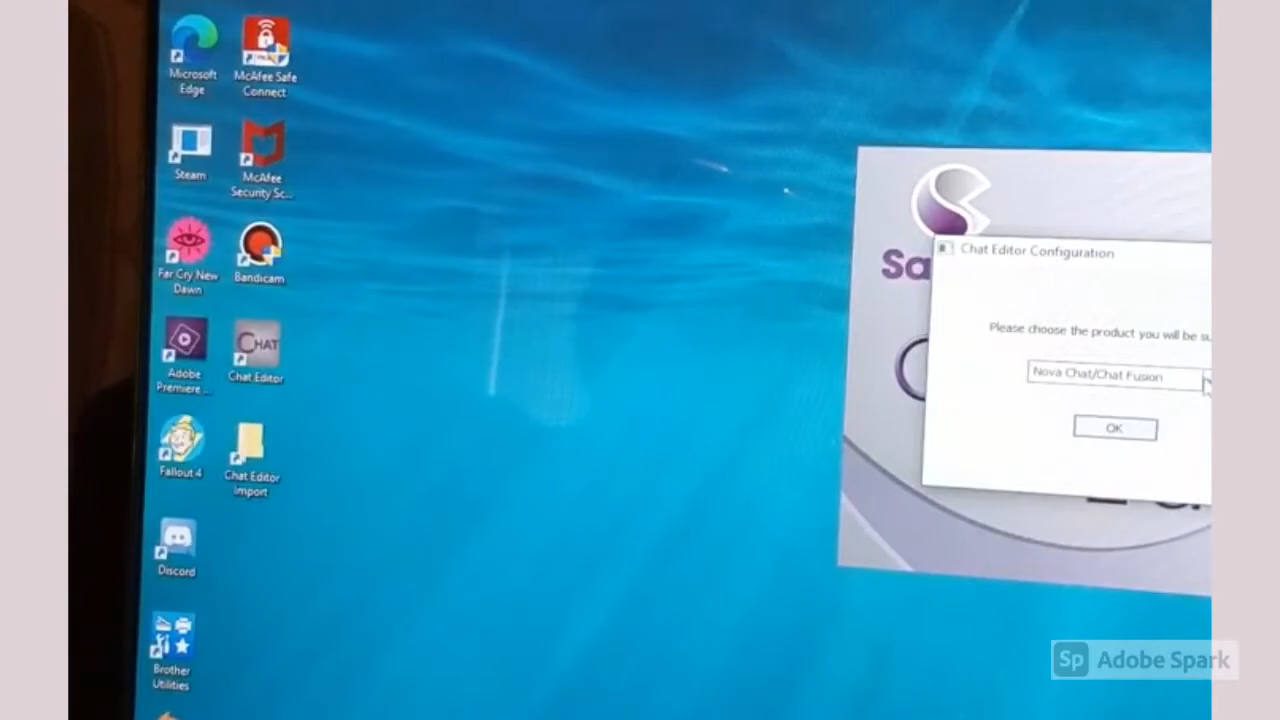 Microsoft
Edge
McAfee Safe
Connect
Steam
McAfee
Security Sc...
Far Cry New
Dawn
Bandicam
Adobe
Premiere ...
CHAT
Chat Editor
Fallout 4
Chat Editor
Import
Discord
Brother
Utilities
Sa
Chat Editor Configuration
Please choose the product you will be su
Nova Chat/Chat Fusion
OK
Sp Adobe Spark